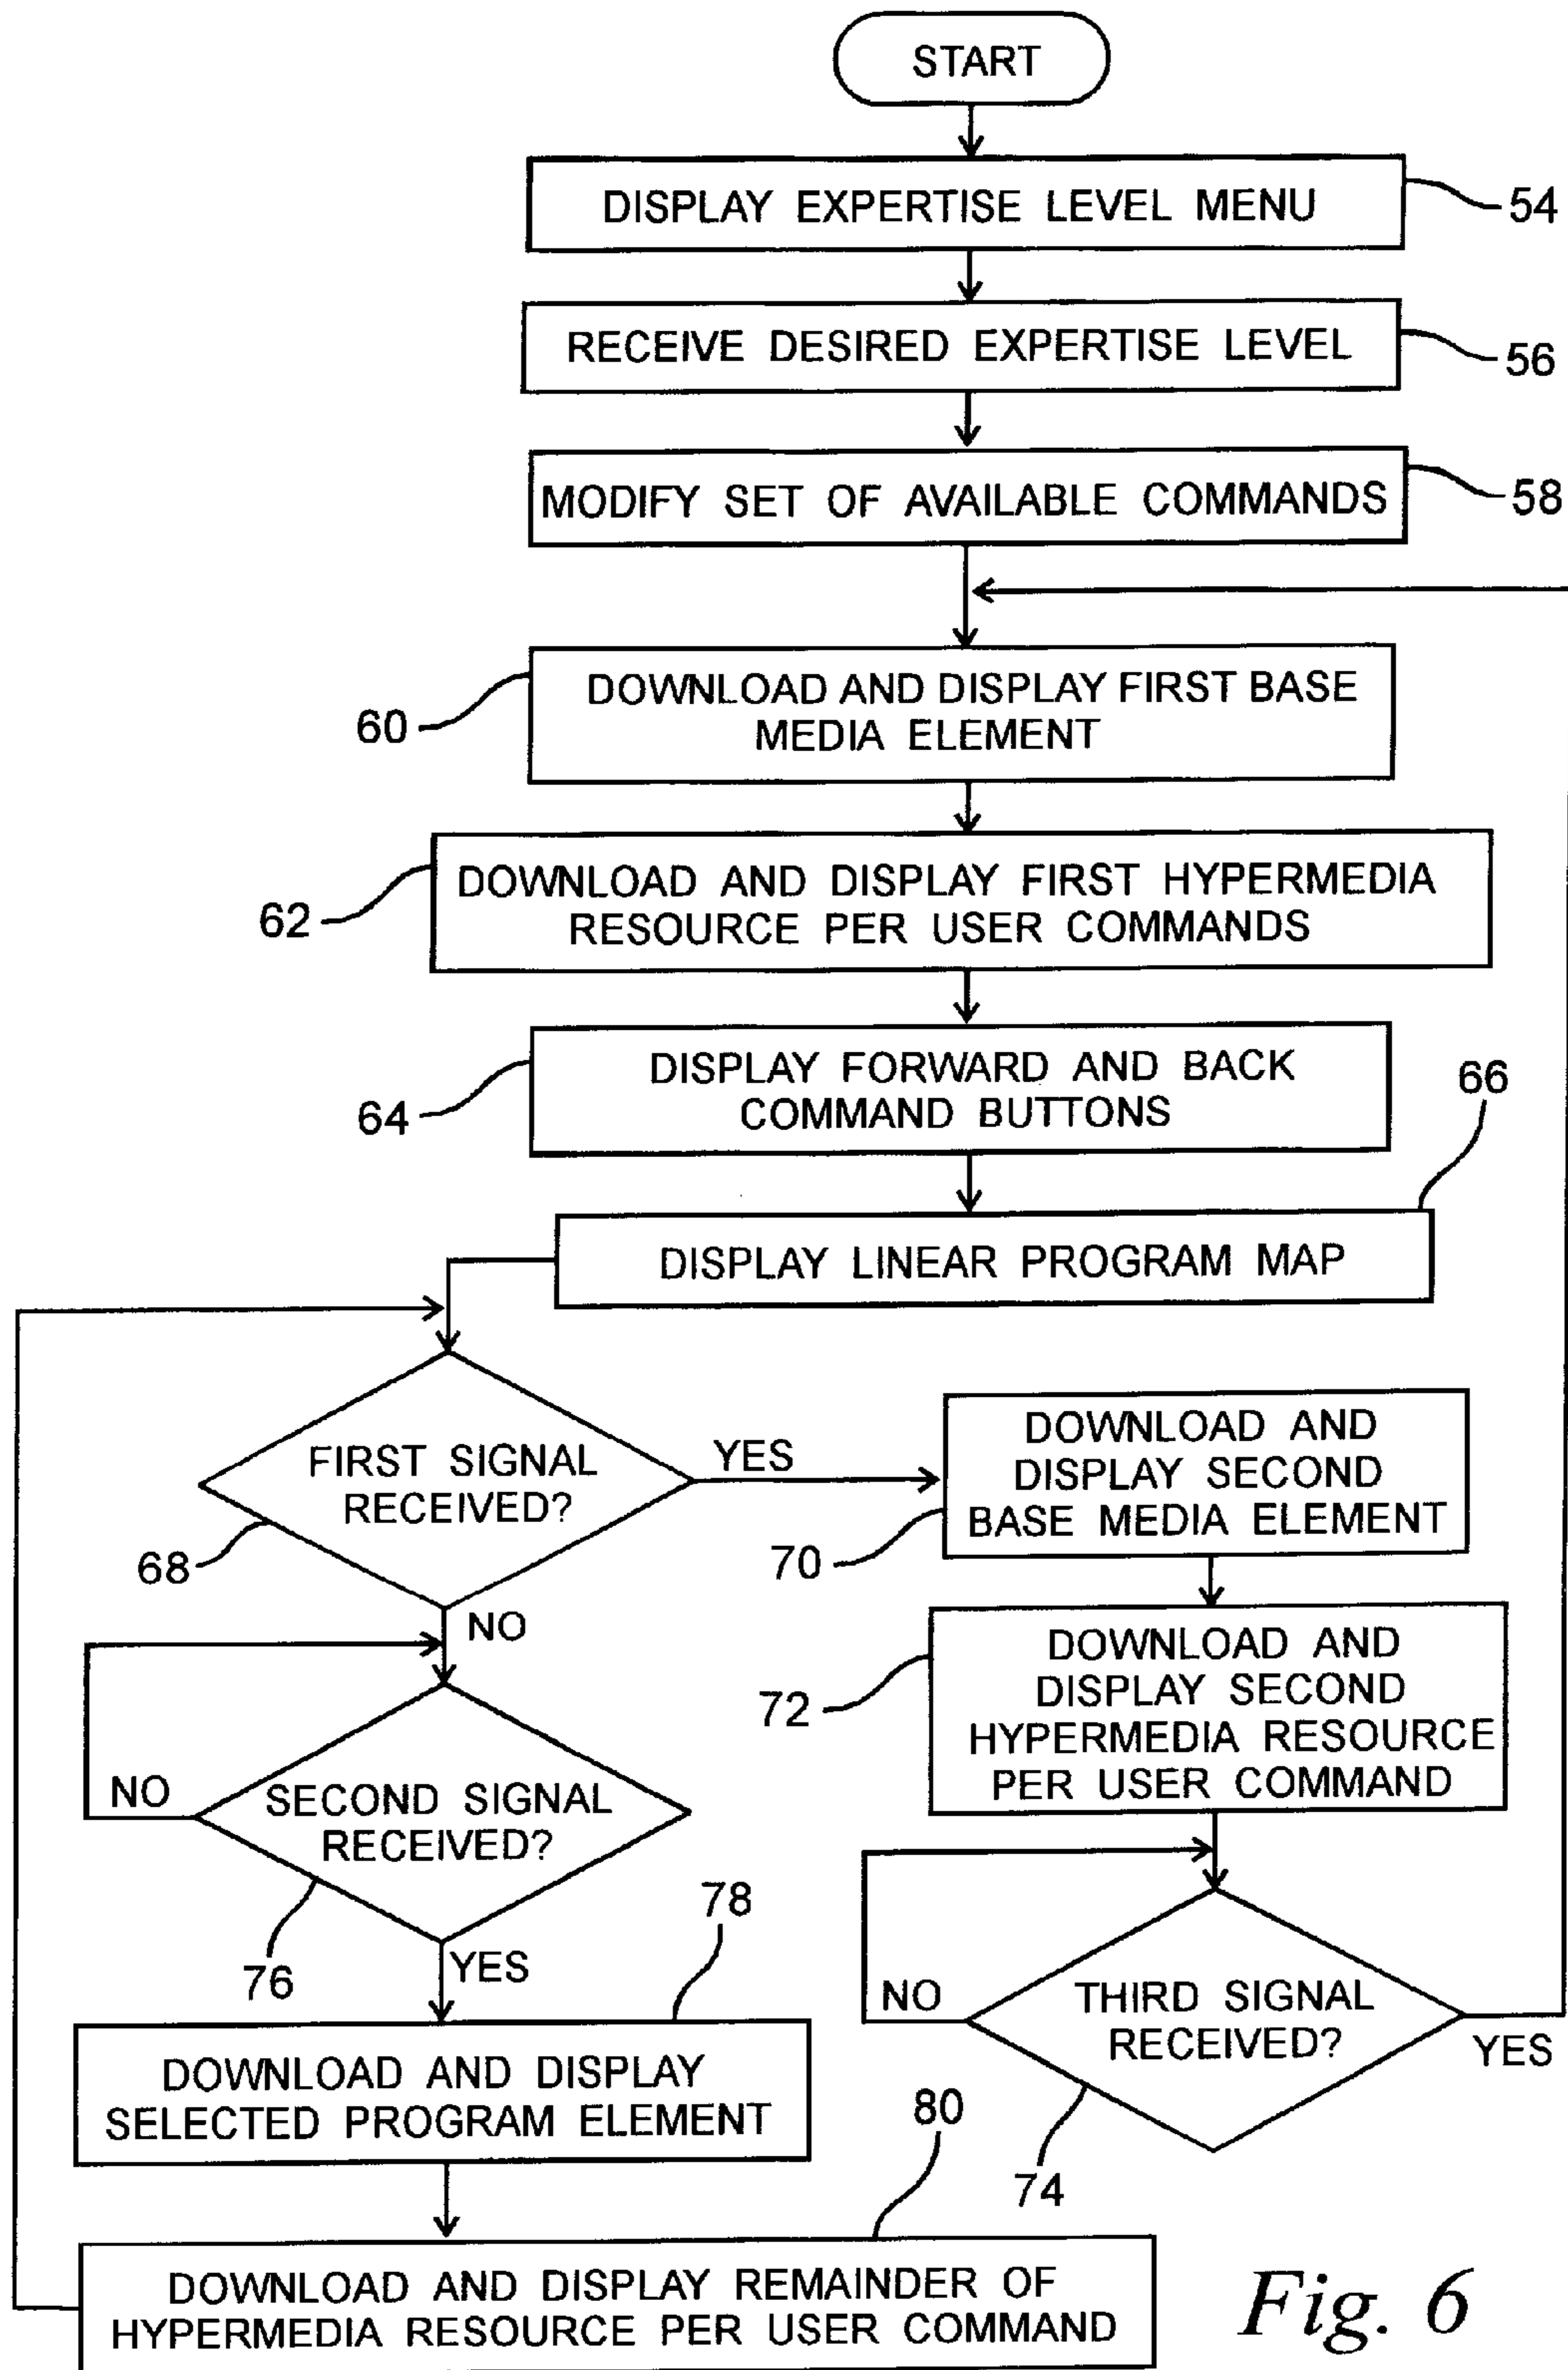 START
DISPLAY EXPERTISE LEVEL MENU
54
RECEIVE DESIRED EXPERTISE LEVEL
56
MODIFY SET OF AVAILABLE COMMANDS
58
DOWNLOAD AND DISPLAY FIRST BASE
MEDIA ELEMENT
60
DOWNLOAD AND DISPLAY FIRST HYPERMEDIA
RESOURCE PER USER COMMANDS
62
DISPLAY FORWARD AND BACK
COMMAND BUTTONS
64
66
DISPLAY LINEAR PROGRAM MAP
FIRST SIGNAL
RECEIVED?
68
YES
NO
DOWNLOAD AND
DISPLAY SECOND
BASE MEDIA ELEMENT
70
DOWNLOAD AND
DISPLAY SECOND
HYPERMEDIA RESOURCE
PER USER COMMAND
72
SECOND SIGNAL
RECEIVED?
NO
76
YES
78
THIRD SIGNAL
RECEIVED?
NO
YES
74
DOWNLOAD AND DISPLAY
SELECTED PROGRAM ELEMENT
80
DOWNLOAD AND DISPLAY REMAINDER OF
HYPERMEDIA RESOURCE PER USER COMMAND
Fig. 6